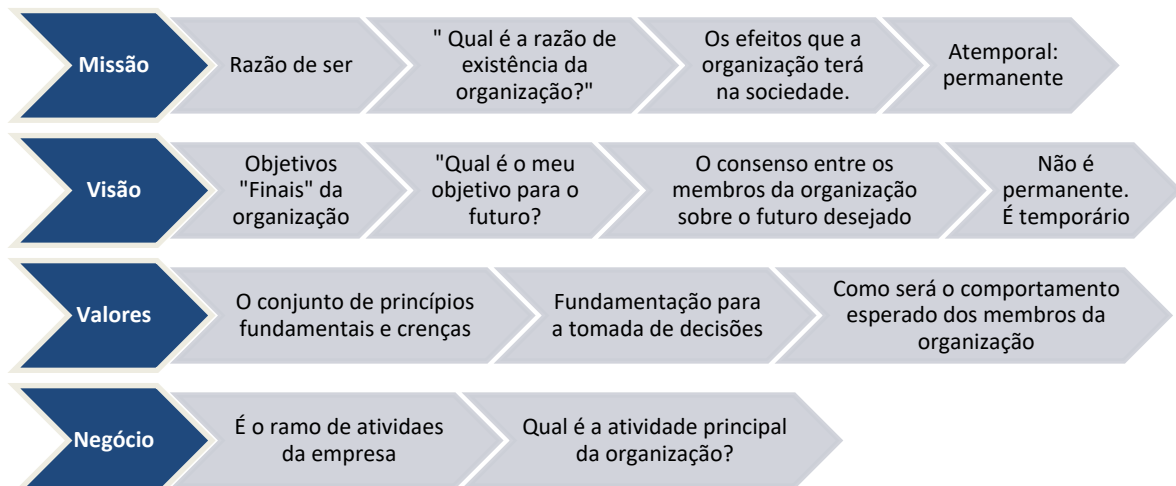 Missão
Razão de ser
" Qual é a razão de
existência da
organização?"
Os efeitos que a
organização terá
na sociedade.
Atemporal:
permanente
Visão
Objetivos
"Finais" da
organização
"Qual é o meu
objetivo para o
futuro?
O consenso entre os
membros da organização
sobre o futuro desejado
Não é
permanente.
É temporário
Valores
O conjunto de princípios
fundamentais e crenças
Fundamentação para
a tomada de decisões
Como será o comportamento
esperado dos membros da
organização
Negócio
É o ramo de atividaes
da empresa
Qual é a atividade principal
da organização?